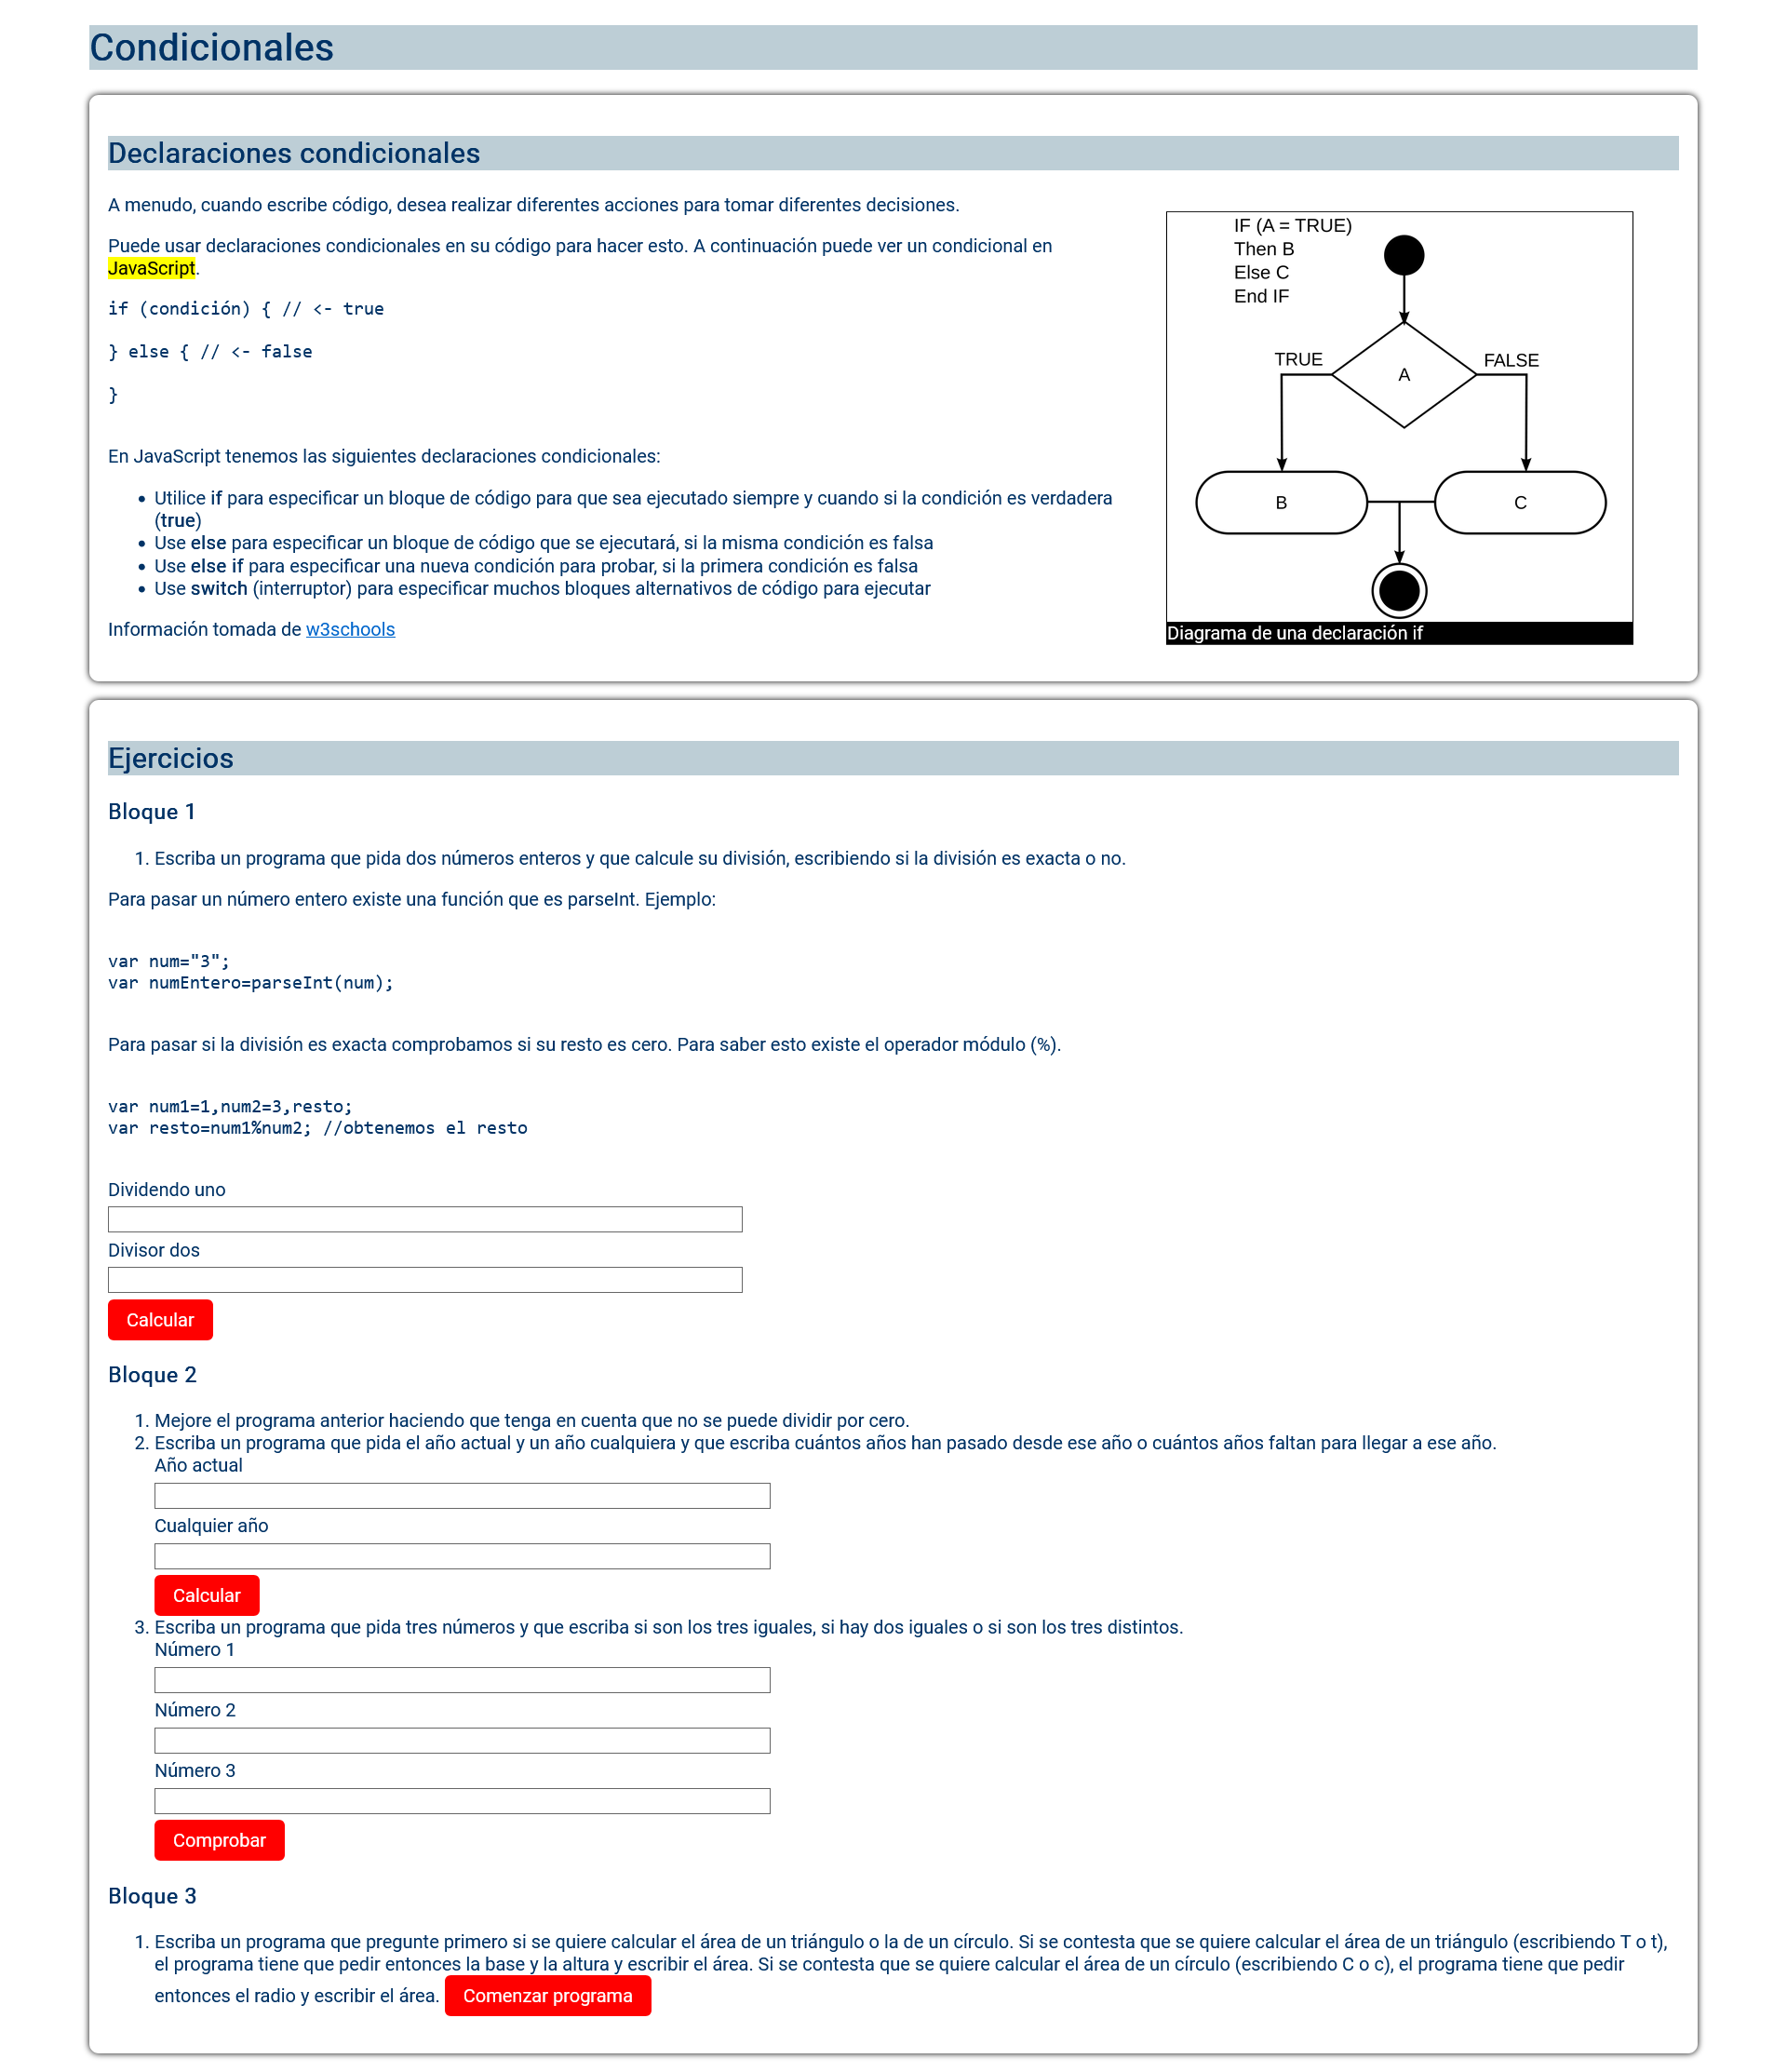 Condicionales
Declaraciones condicionales
A menudo, cuando escribe código, desea realizar diferentes acciones para tomar diferentes decisiones.
Puede usar declaraciones condicionales en su código para hacer esto. A continuación puede ver un condicional en
JavaScript.
if (condición) { // <- true
} else { // <- false
}
En JavaScript tenemos las siguientes declaraciones condicionales:
• Utilice if para especificar un bloque de código para que sea ejecutado siempre y cuando si la condición es verdadera
(true)
• Use else para especificar un bloque de código que se ejecutará, si la misma condición es falsa
• Use else if para especificar una nueva condición para probar, si la primera condición es falsa
• Use switch (interruptor) para especificar muchos bloques alternativos de código para ejecutar
Información tomada de w3schools
IF (A = TRUE)
Then B
Else C
End IF
TRUE
A
FALSE
B
C
Diagrama de una declaración if
Ejercicios
Bloque 1
1. Escriba un programa que pida dos números enteros y que calcule su división, escribiendo si la división es exacta o no.
Para pasar un número entero existe una función que es parseInt. Ejemplo:
var num="3";
var numEntero=parseInt(num);
Para pasar si la división es exacta comprobamos si su resto es cero. Para saber esto existe el operador módulo (%).
var num1=1,num2=3,resto;
var resto=num1%num2; //obtenemos el resto
Dividendo uno
Divisor dos
Calcular
Bloque 2
1. Mejore el programa anterior haciendo que tenga en cuenta que no se puede dividir por cero.
2. Escriba un programa que pida el año actual y un año cualquiera y que escriba cuántos años han pasado desde ese año o cuántos años faltan para llegar a ese año.
Año actual
Cualquier año
Calcular
3. Escriba un programa que pida tres números y que escriba si son los tres iguales, si hay dos iguales o si son los tres distintos.
Número 1
Número 2
Número 3
Comprobar
Bloque 3
1. Escriba un programa que pregunte primero si se quiere calcular el área de un triángulo o la de un círculo. Si se contesta que se quiere calcular el área de un triángulo (escribiendo T o t),
el programa tiene que pedir entonces la base y la altura y escribir el área. Si se contesta que se quiere calcular el área de un círculo (escribiendo C o c), el programa tiene que pedir
entonces el radio y escribir el área. Comenzar programa